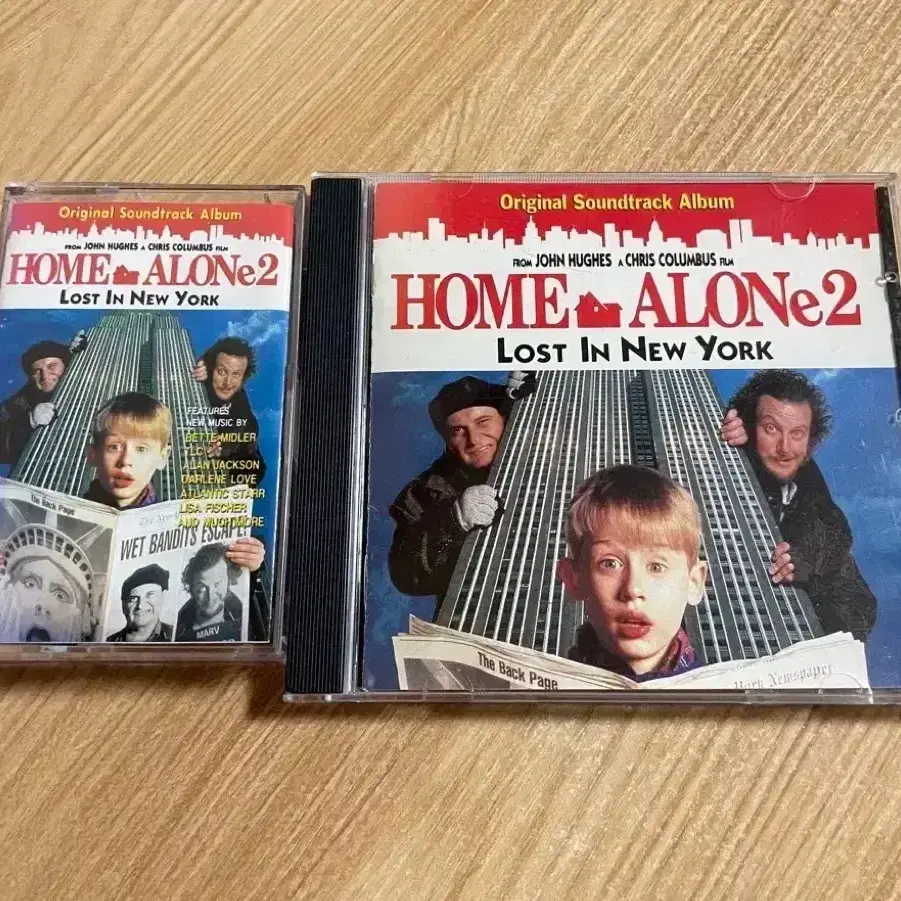 Original Soundtrack Album
FROM JOHN HUGHES A CHRIS COLUMBUS FILM
HOME ALONe2
LOST IN NEW YORK
FEATURES
NEW MUSIC BY
BETTE MIDLER
TLC
ALAN JACKSON
DARLENE LOVE
ATLANTIC STARR
LISA FISCHER
AND MUCH MORE
The Back Page
WET BANDITS ESCAPE!
MARV
Original Soundtrack Album
FROM JOHN HUGHES A CHRIS COLUMBUS FILM
HOME ALONe2
LOST IN NEW YORK
The Back Page
York Newspaper